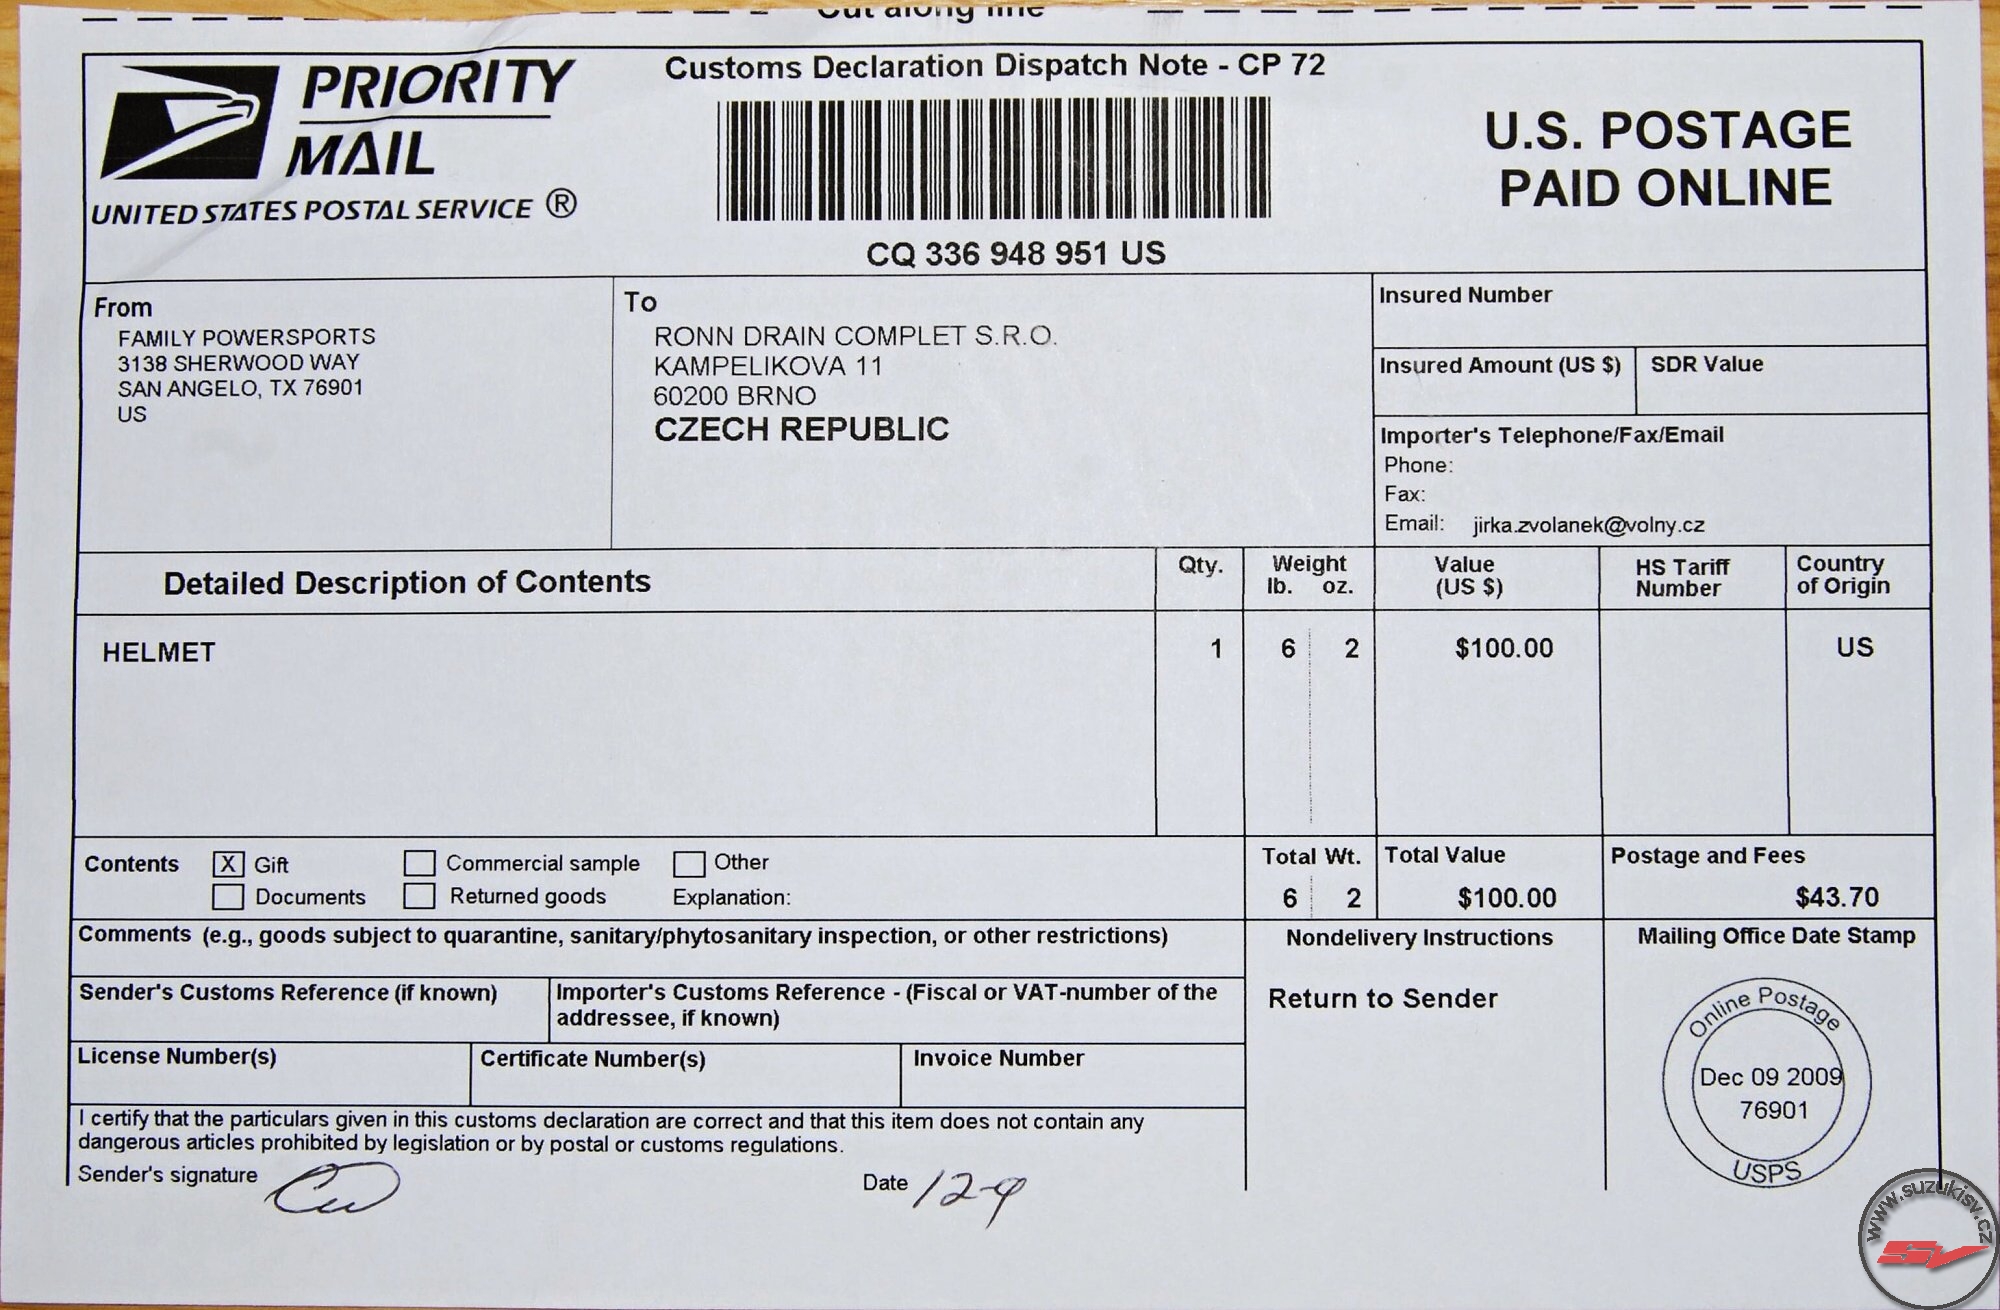 Cut along line
PRIORITY
MAIL
UNITED STATES POSTAL SERVICE ®
Customs Declaration Dispatch Note - CP 72
CQ 336 948 951 US
U.S. POSTAGE
PAID ONLINE
From
FAMILY POWERSPORTS
3138 SHERWOOD WAY
SAN ANGELO, TX 76901
US
To
RONN DRAIN COMPLET S.R.O.
KAMPELIKOVA 11
60200 BRNO
CZECH REPUBLIC
Insured Number
Insured Amount (US $)
SDR Value
Importer's Telephone/Fax/Email
Phone:
Fax:
Email: jirka.zvolanek@volny.cz
Detailed Description of Contents
Qty.
Weight
lb. oz.
Value
(US $)
HS Tariff
Number
Country
of Origin
HELMET 1 6 2 $100.00 US
Contents X Gift Commercial sample Other
Documents Returned goods Explanation:
Total Wt.
6 2
Total Value
$100.00
Postage and Fees
$43.70
Comments (e.g., goods subject to quarantine, sanitary/phytosanitary inspection, or other restrictions)
Sender's Customs Reference (if known)
Importer's Customs Reference - (Fiscal or VAT-number of the
addressee, if known)
License Number(s)
Certificate Number(s)
Invoice Number
I certify that the particulars given in this customs declaration are correct and that this item does not contain any
dangerous articles prohibited by legislation or by postal or customs regulations.
Sender's signature
Date 12-9
Nondelivery Instructions
Return to Sender
Mailing Office Date Stamp
Online Postage
Dec 09 2009
76901
USPS
www.suzukisv.cz
SV